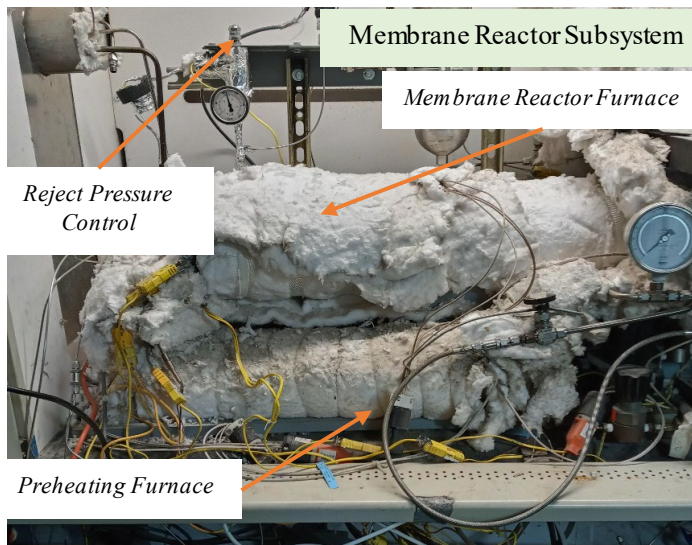 Membrane Reactor Subsystem
Membrane Reactor Furnace
Reject Pressure
Control
Preheating Furnace